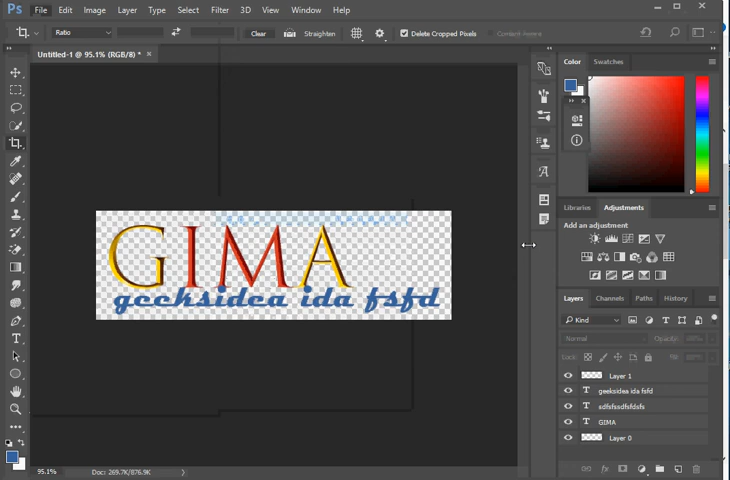 Ps File Edit Image Layer Type Select Filter 3D View Window Help
Ratio Clear Straighten Delete Cropped Pixels Content-Aware
Untitled-1 @ 95.1% (RGB/8) * ×
Color Swatches
Libraries Adjustments
Add an adjustment
GIMA
geeksidea ida fsfd
Layers Channels Paths History
Kind
Normal Opacity:
Lock: Fill:
Layer 1
T geeksidea ida fsfd
T sdfsfssdfsfdsfs
T GIMA
Layer 0
95.1% Doc: 269.7K/876.9K